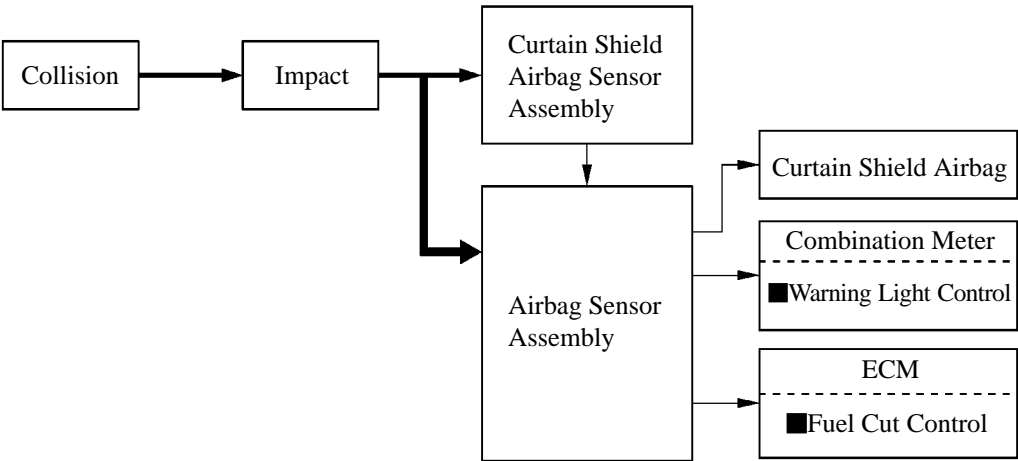 Collision
Impact
Curtain Shield
Airbag Sensor
Assembly
Airbag Sensor
Assembly
Curtain Shield Airbag
Combination Meter
■Warning Light Control
ECM
■Fuel Cut Control